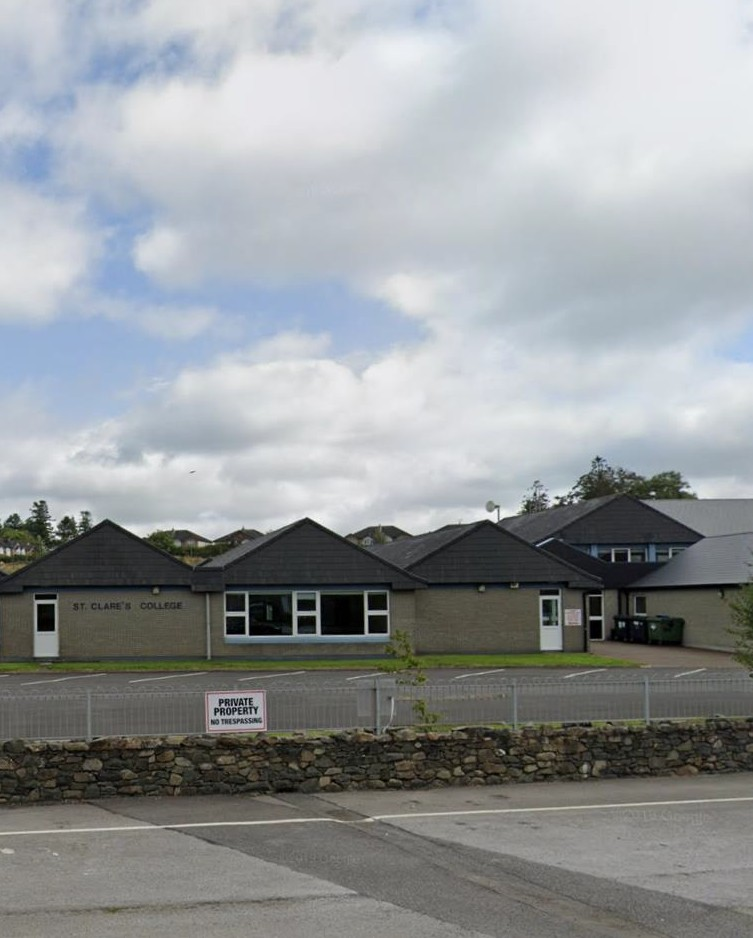 ST. CLARE'S COLLEGE
PRIVATE
PROPERTY
NO TRESPASSING